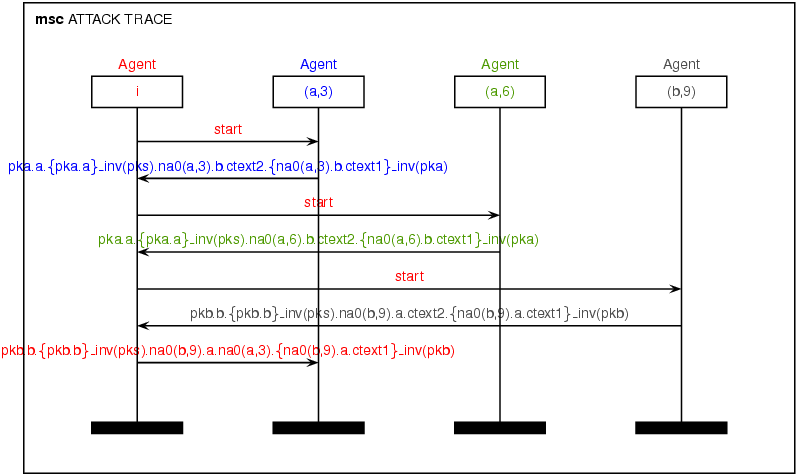 msc ATTACK TRACE
Agent Agent Agent Agent
i (a,3) (a,6) (b,9)
start
pka.a.{pka.a}_inv(pks).na0(a,3).b.ctext2.{na0(a,3).b.ctext1}_inv(pka)
start
pka.a.{pka.a}_inv(pks).na0(a,6).b.ctext2.{na0(a,6).b.ctext1}_inv(pka)
start
pkb.b.{pkb.b}_inv(pks).na0(b,9).a.ctext2.{na0(b,9).a.ctext1}_inv(pkb)
pkb.b.{pkb.b}_inv(pks).na0(b,9).a.na0(a,3).{na0(b,9).a.ctext1}_inv(pkb)